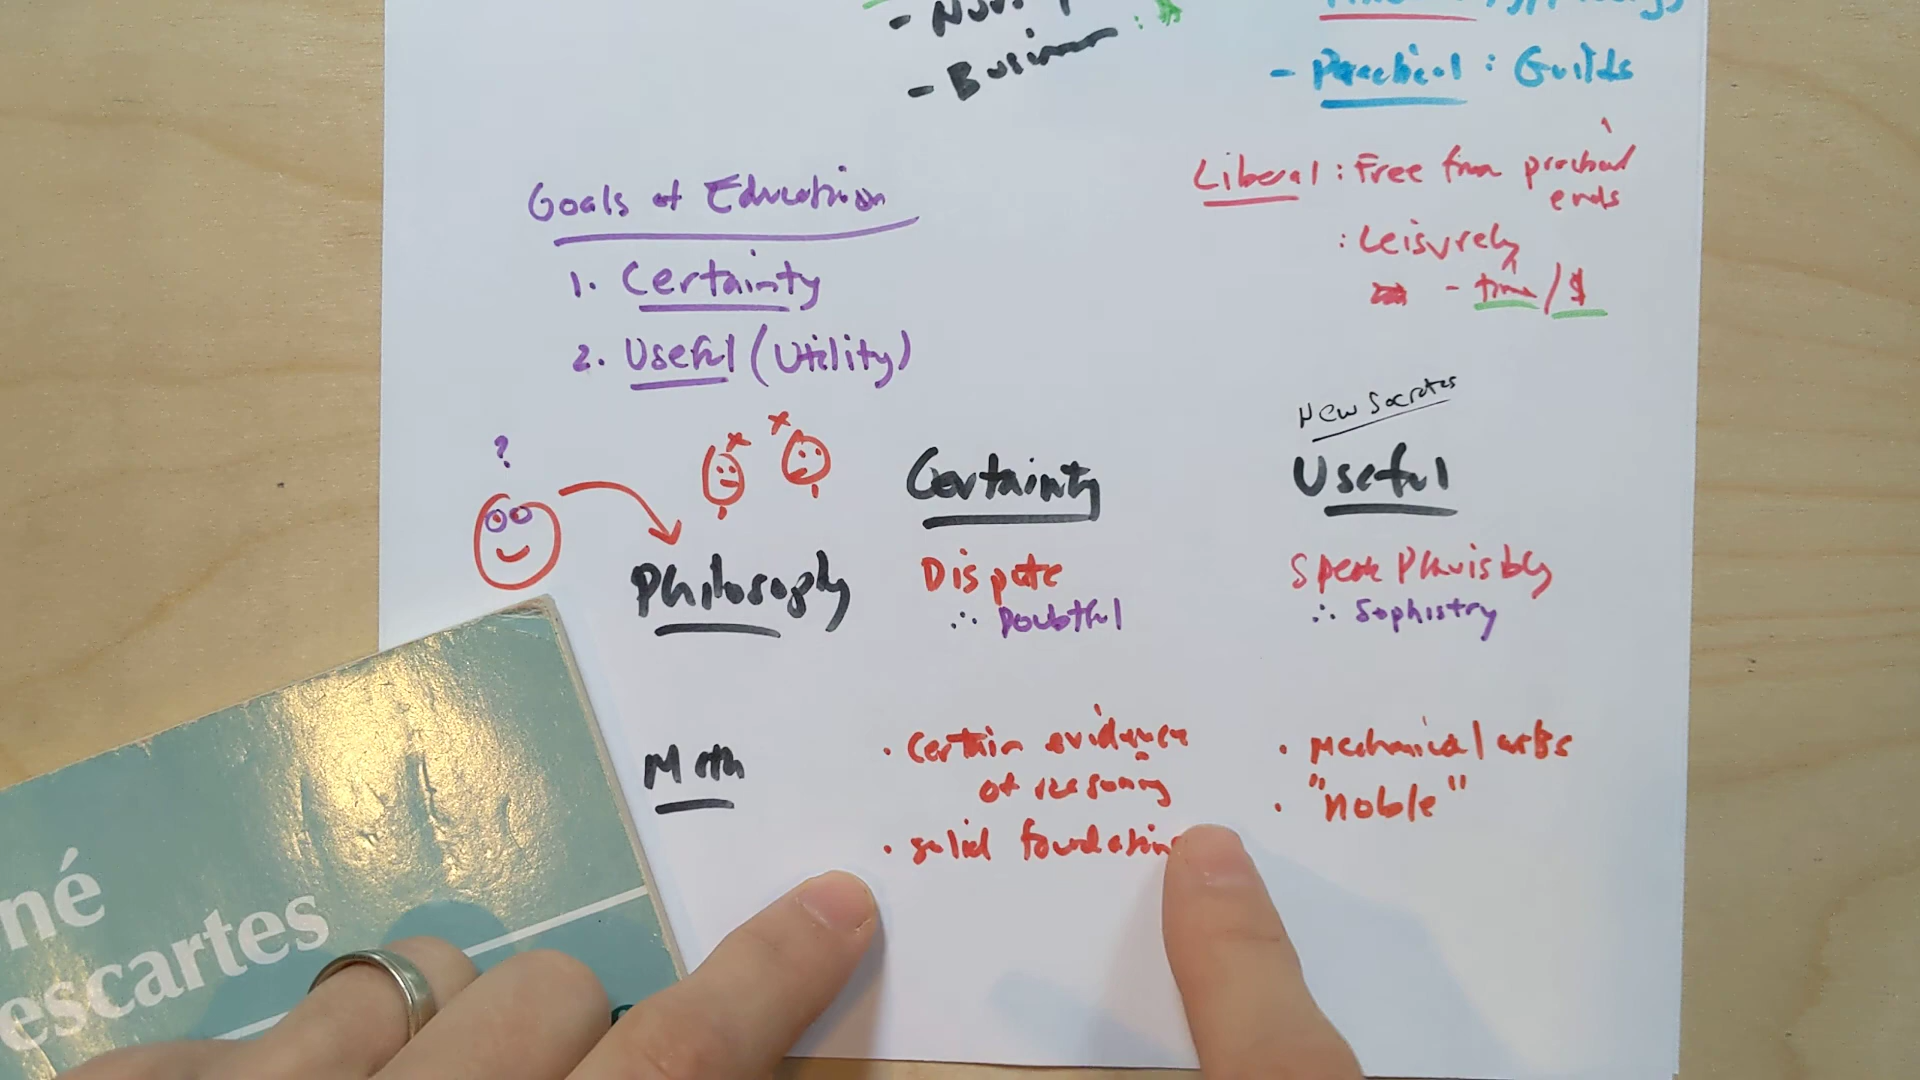 - Business : $
- Practical : Guilds
Liberal : Free from practical
ends
: Leisurely
- time / $
Goals of Education
1. Certainty
2. Useful (Utility)
New Socrates
?
Certainty
Useful
Philosophy
Dispute
∴ Doubtful
Speak Plausibly
∴ Sophistry
Math
• Certain evidence
of reasoning
• solid foundation
• Mechanical arts
• "noble"
né
escartes